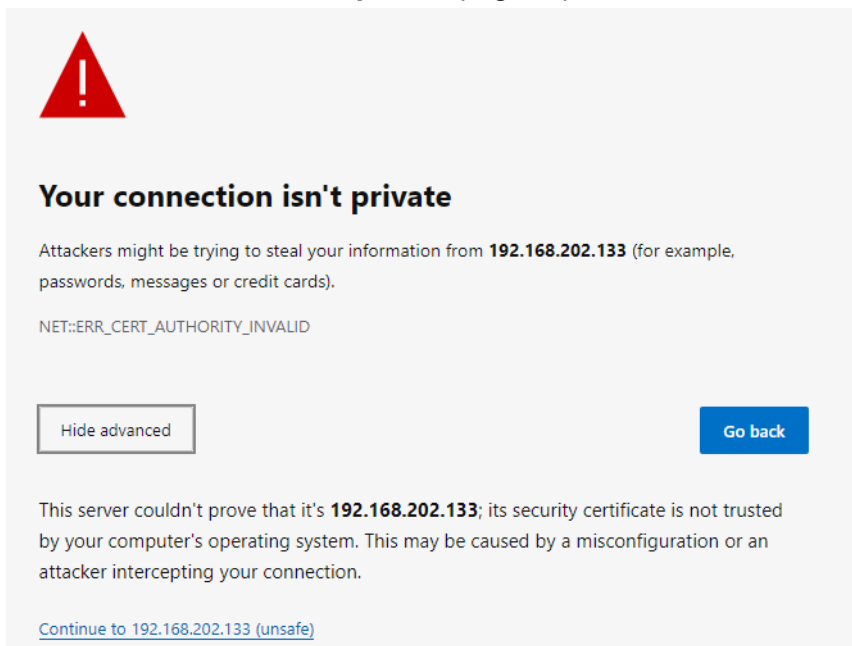 Your connection isn't private
Attackers might be trying to steal your information from 192.168.202.133 (for example,
passwords, messages or credit cards).
NET::ERR_CERT_AUTHORITY_INVALID
Hide advanced
Go back
This server couldn't prove that it's 192.168.202.133; its security certificate is not trusted
by your computer's operating system. This may be caused by a misconfiguration or an
attacker intercepting your connection.
Continue to 192.168.202.133 (unsafe)